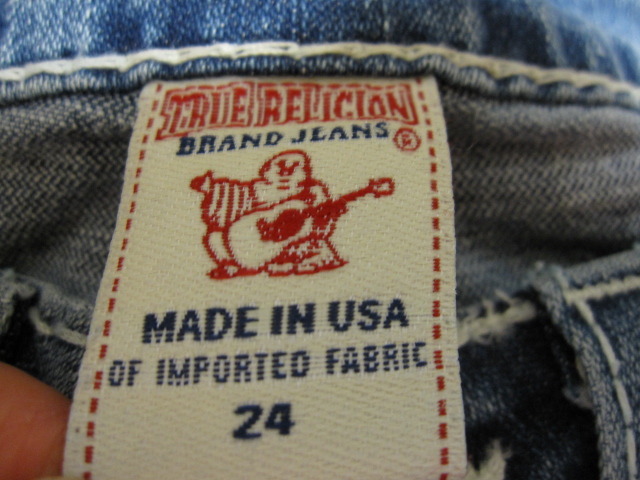 TRUE RELIGION
BRAND JEANS ®
MADE IN USA
OF IMPORTED FABRIC
24